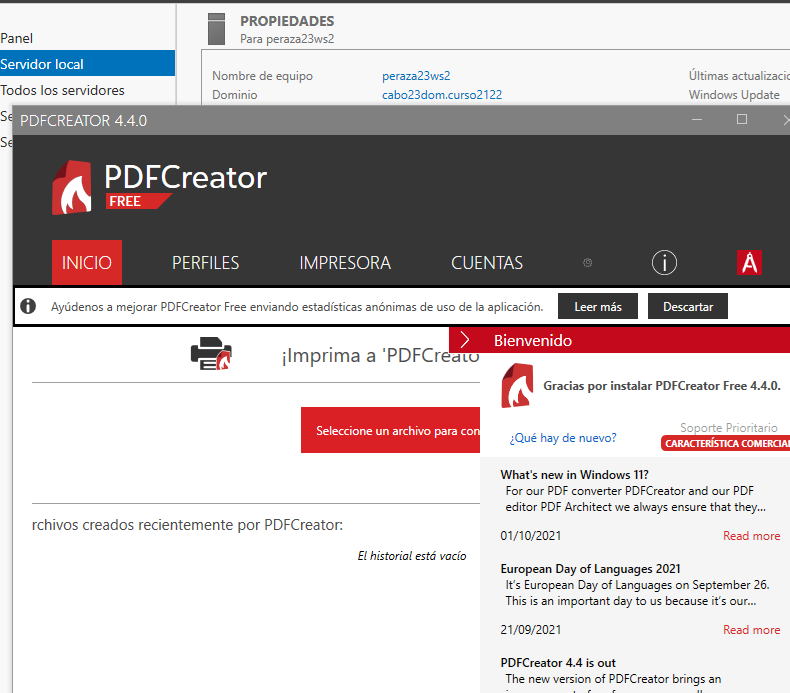 PROPIEDADES
Para peraza23ws2
Panel
Servidor local
Todos los servidores
Se
Se
Nombre de equipo peraza23ws2 Últimas actualizacio
Dominio cabo23dom.curso2122 Windows Update
PDFCREATOR 4.4.0
PDFCreator
FREE
INICIO PERFILES IMPRESORA CUENTAS
Ayúdenos a mejorar PDFCreator Free enviando estadísticas anónimas de uso de la aplicación. Leer más Descartar
¡Imprima a 'PDFCreato
Seleccione un archivo para con
rchivos creados recientemente por PDFCreator:
El historial está vacío
Bienvenido
Gracias por instalar PDFCreator Free 4.4.0.
¿Qué hay de nuevo?
Soporte Prioritario
CARACTERÍSTICA COMERCIAL
What's new in Windows 11?
For our PDF converter PDFCreator and our PDF
editor PDF Architect we always ensure that they...
01/10/2021 Read more
European Day of Languages 2021
It's European Day of Languages on September 26.
This is an important day to us because it's our...
21/09/2021 Read more
PDFCreator 4.4 is out
The new version of PDFCreator brings an